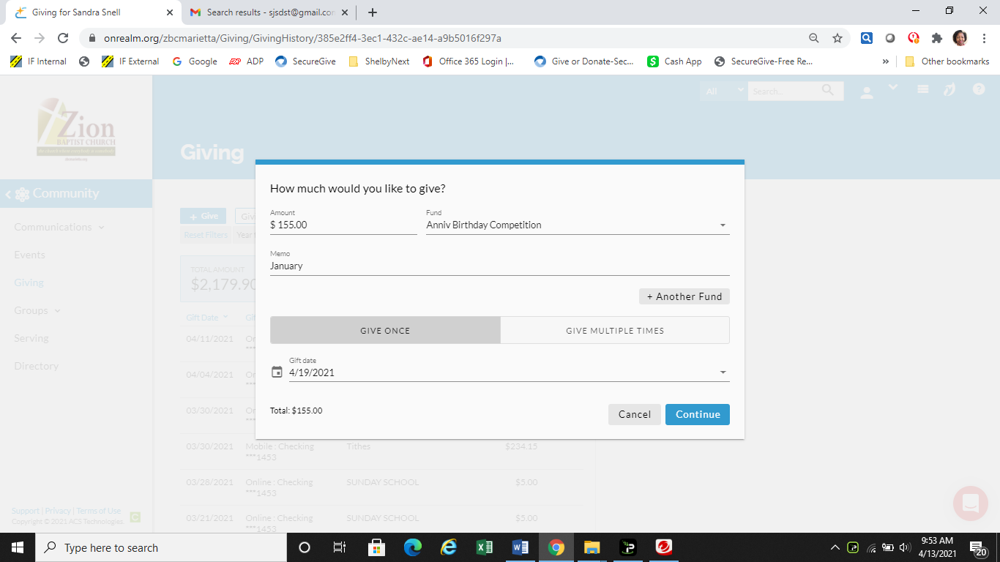 Giving for Sandra Snell
Search results - sjsdst@gmail.con
onrealm.org/zbcmarietta/Giving/GivingHistory/385e2ff4-3ec1-432c-ae14-a9b5016f297a
IF Internal
IF External
Google
ADP
SecureGive
ShelbyNext
Office 365 Login |...
Give or Donate-Sec...
Cash App
SecureGive-Free Re...
»
Other bookmarks
Zion
BAPTIST CHURCH
All
Search...
Giving
Community
Communications
Events
Giving
Groups
Serving
Directory
+ Give
Giv
Reset Filters
Year
TOTAL AMOUNT
$2,179.90
Gift Date
Gif
04/11/2021 On
***
04/04/2021 On
***
03/30/2021 On
***
03/30/2021 Mobile : Checking Tithes $234.15
***1453
03/28/2021 Online : Checking SUNDAY SCHOOL $5.00
***1453
03/21/2021 Online : Checking SUNDAY SCHOOL $5.00
***1453
How much would you like to give?
Amount
$ 155.00
Fund
Anniv Birthday Competition
Memo
January
+ Another Fund
GIVE ONCE
GIVE MULTIPLE TIMES
Gift date
4/19/2021
Total: $155.00
Cancel
Continue
Support | Privacy | Terms of Use
Copyright © 2021 ACS Technologies.
Type here to search
9:53 AM
4/13/2021
20